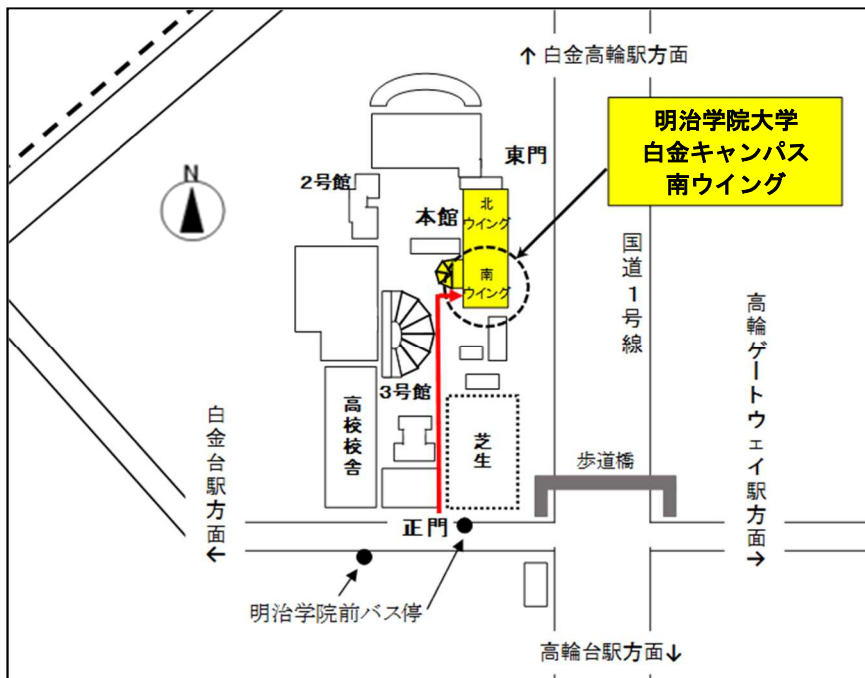 ↑ 白金高輪駅方面
明治学院大学
白金キャンパス
南ウイング
N
東門
2号館
本館
北
ウイング
南
ウイング
国道1号線
高輪ゲートウェイ駅方面→
3号館
高校校舎
芝生
歩道橋
白金台駅方面←
正門
明治学院前バス停
高輪台駅方面↓